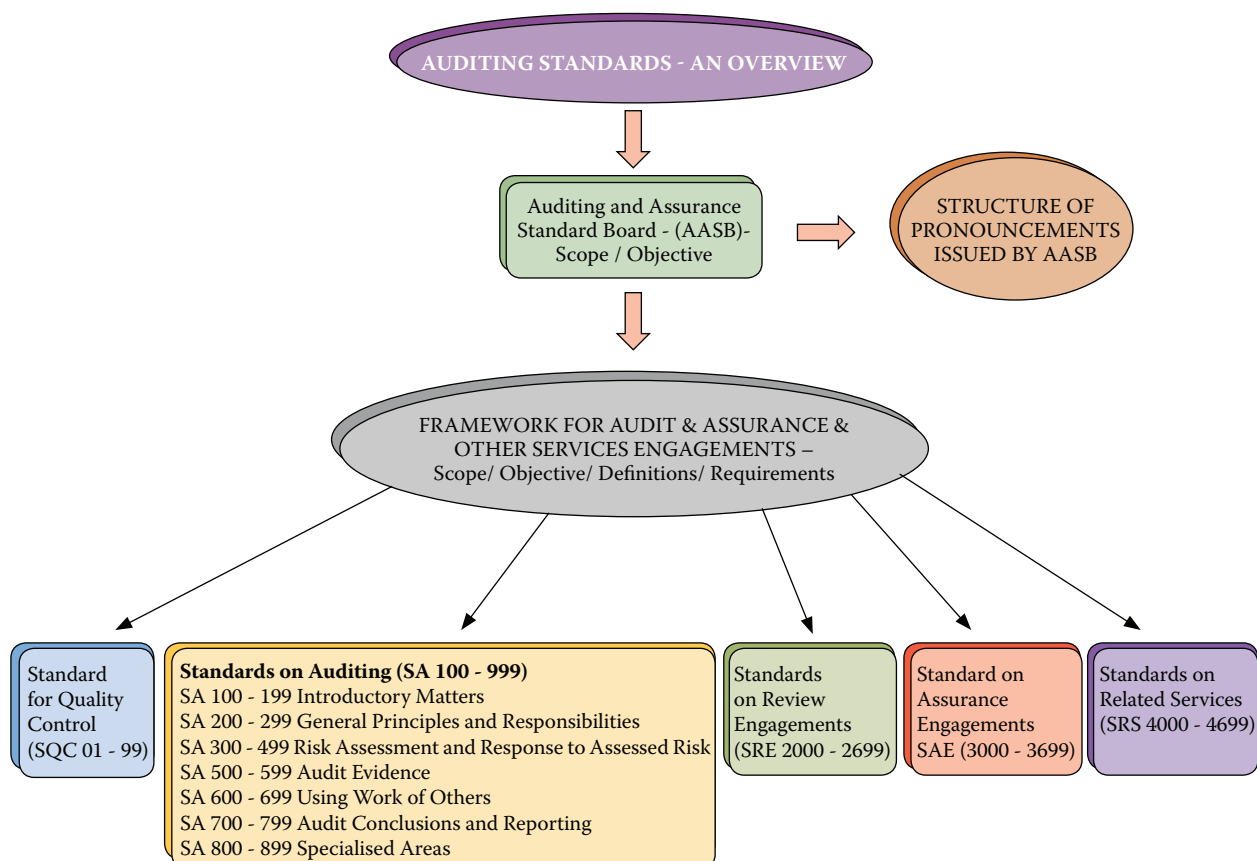 AUDITING STANDARDS - AN OVERVIEW
Auditing and Assurance
Standard Board - (AASB)-
Scope / Objective
STRUCTURE OF
PRONOUNCEMENTS
ISSUED BY AASB
FRAMEWORK FOR AUDIT & ASSURANCE &
OTHER SERVICES ENGAGEMENTS –
Scope/ Objective/ Definitions/ Requirements
Standard
for Quality
Control
(SQC 01 - 99)
Standards on Auditing (SA 100 - 999)
SA 100 - 199 Introductory Matters
SA 200 - 299 General Principles and Responsibilities
SA 300 - 499 Risk Assessment and Response to Assessed Risk
SA 500 - 599 Audit Evidence
SA 600 - 699 Using Work of Others
SA 700 - 799 Audit Conclusions and Reporting
SA 800 - 899 Specialised Areas
Standards
on Review
Engagements
(SRE 2000 - 2699)
Standard on
Assurance
Engagements
SAE (3000 - 3699)
Standards on
Related Services
(SRS 4000 - 4699)